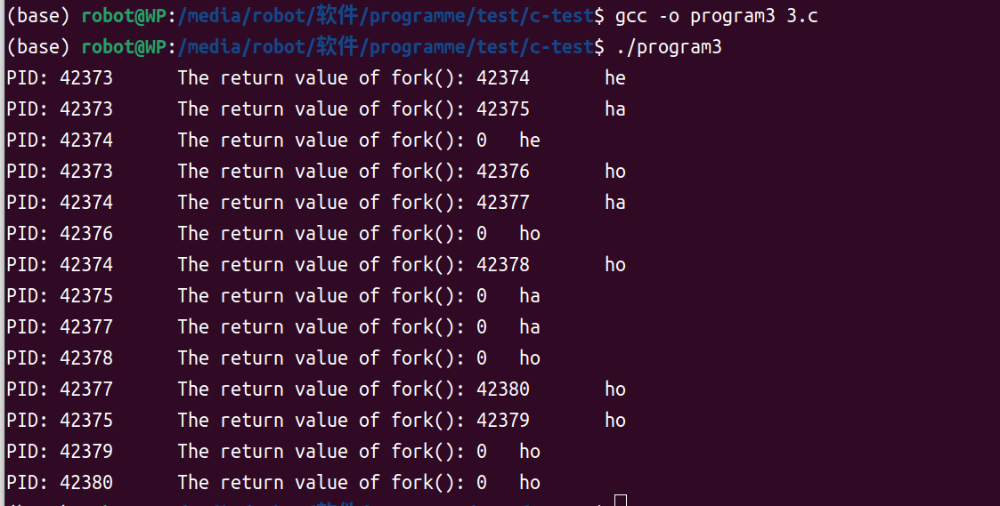 (base) robot@WP:/media/robot/软件/programme/test/c-test$ gcc -o program3 3.c
(base) robot@WP:/media/robot/软件/programme/test/c-test$ ./program3
PID: 42373 The return value of fork(): 42374 he
PID: 42373 The return value of fork(): 42375 ha
PID: 42374 The return value of fork(): 0 he
PID: 42373 The return value of fork(): 42376 ho
PID: 42374 The return value of fork(): 42377 ha
PID: 42376 The return value of fork(): 0 ho
PID: 42374 The return value of fork(): 42378 ho
PID: 42375 The return value of fork(): 0 ha
PID: 42377 The return value of fork(): 0 ha
PID: 42378 The return value of fork(): 0 ho
PID: 42377 The return value of fork(): 42380 ho
PID: 42375 The return value of fork(): 42379 ho
PID: 42379 The return value of fork(): 0 ho
PID: 42380 The return value of fork(): 0 ho